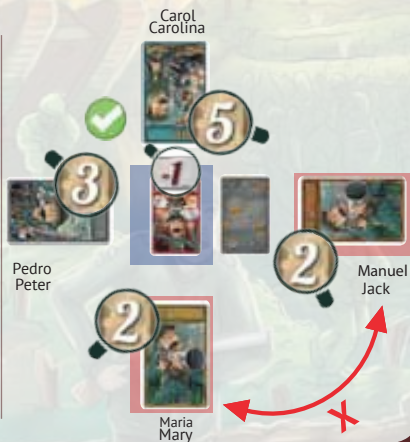 Carol
Carolina
5
-1
3
2
Pedro
Peter
Manuel
Jack
2
X
Maria
Mary